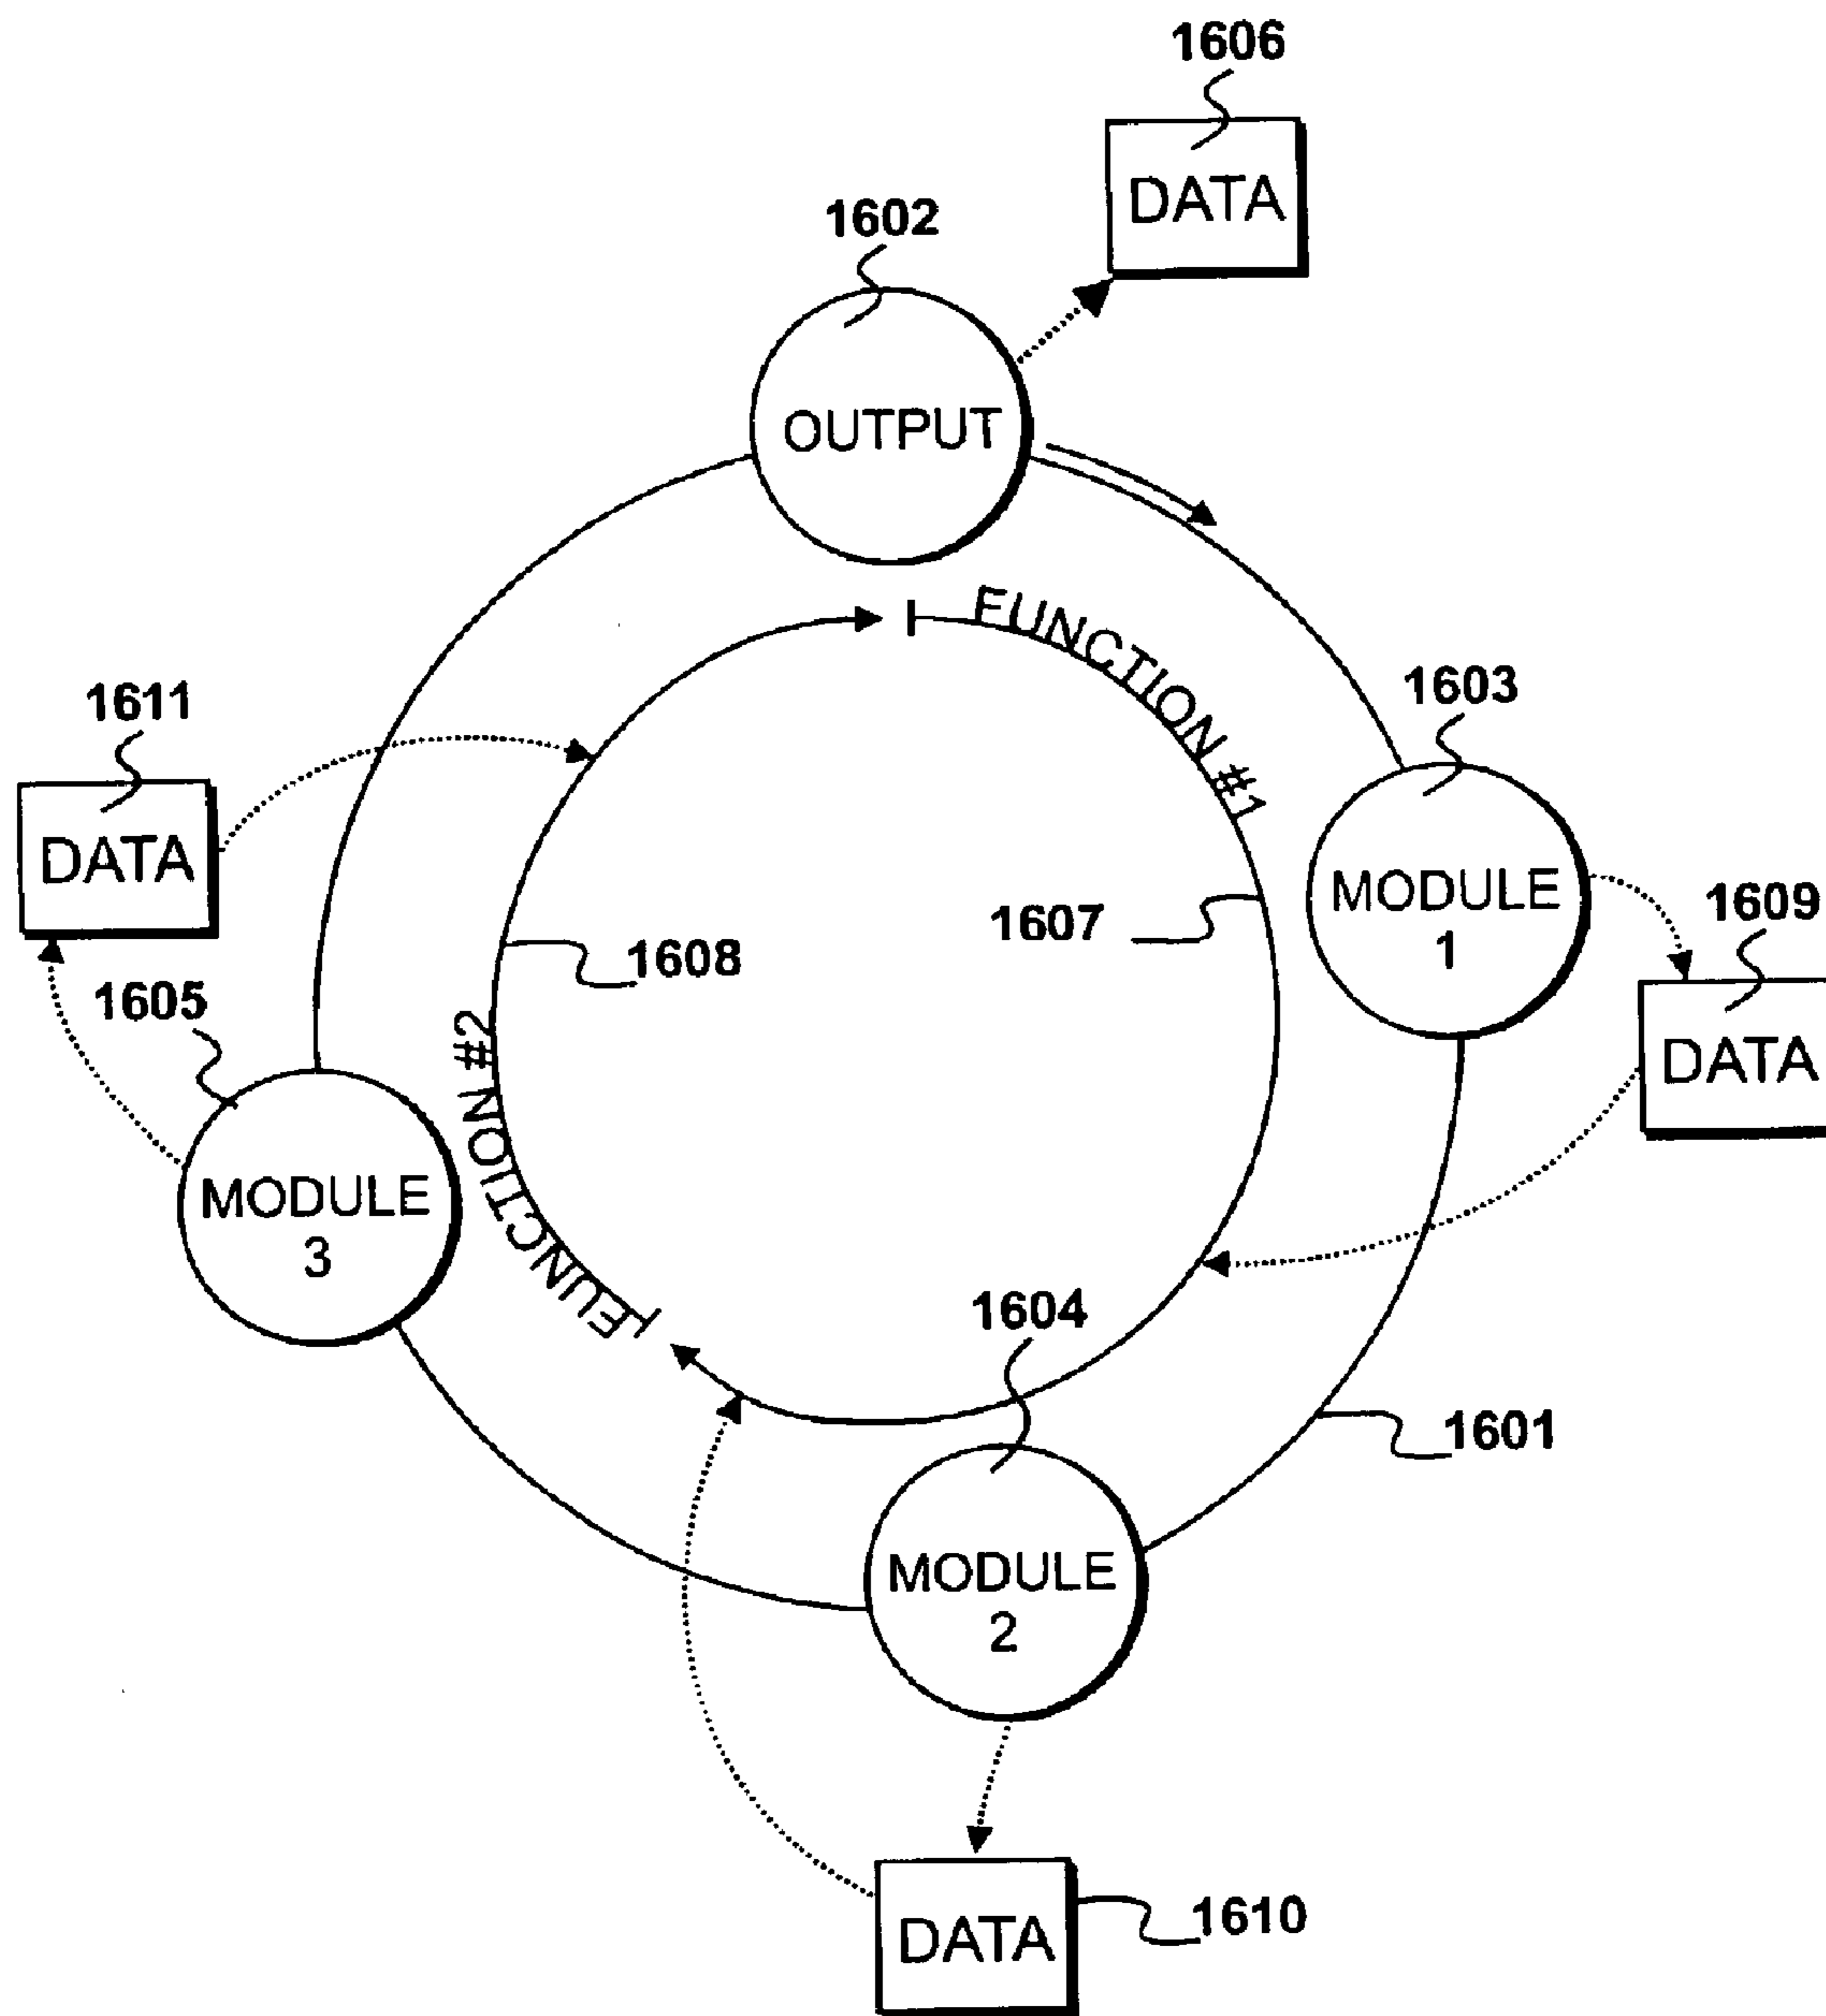 1606
DATA
1602
OUTPUT
FUNCTION #1
1603
MODULE
1
1611
DATA
1609
DATA
1607
1608
1605
FUNCTION #2
MODULE
3
1604
1601
MODULE
2
DATA
1610